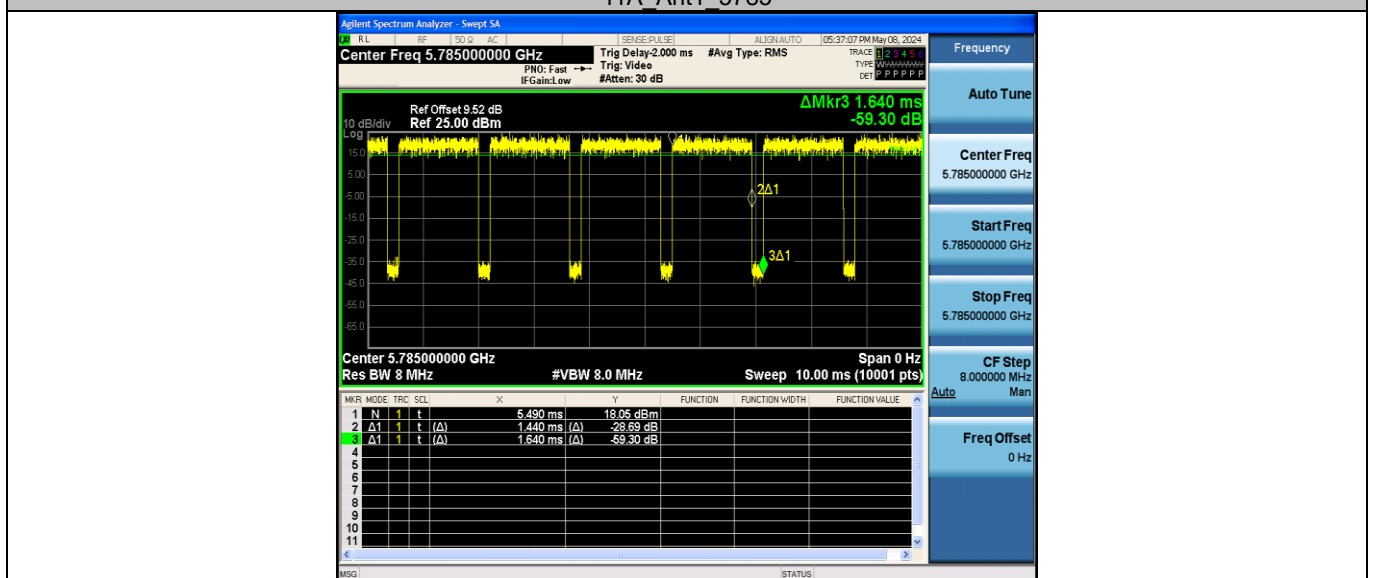 11A_Ant1_5785
Agilent Spectrum Analyzer - Swept SA
RL RF 50 Ω AC SENSE:PULSE ALIGN AUTO 05:37:07 PM May 08, 2024
Center Freq 5.785000000 GHz
Trig Delay-2.000 ms #Avg Type: RMS
TRACE 1 2 3 4 5 6
PNO: Fast Trig: Video
TYPE WWWWWW
IFGain:Low #Atten: 30 dB
DET P P P P P P
ΔMkr3 1.640 ms
-59.30 dB
Ref Offset 9.52 dB
10 dB/div Ref 25.00 dBm
Log
15.0
5.00
-5.00
-15.0
-25.0
-35.0
-45.0
-55.0
-65.0
2Δ1
3Δ1
Center 5.785000000 GHz Span 0 Hz
Res BW 8 MHz #VBW 8.0 MHz Sweep 10.00 ms (10001 pts)
MKR MODE TRC SCL X Y FUNCTION FUNCTION WIDTH FUNCTION VALUE
1 N 1 t 5.490 ms 18.05 dBm
2 Δ1 1 t (Δ) 1.440 ms (Δ) -28.69 dB
3 Δ1 1 t (Δ) 1.640 ms (Δ) -59.30 dB
4
5
6
7
8
9
10
11
MSG STATUS
Frequency
Auto Tune
Center Freq
5.785000000 GHz
Start Freq
5.785000000 GHz
Stop Freq
5.785000000 GHz
CF Step
8.000000 MHz
Auto Man
Freq Offset
0 Hz